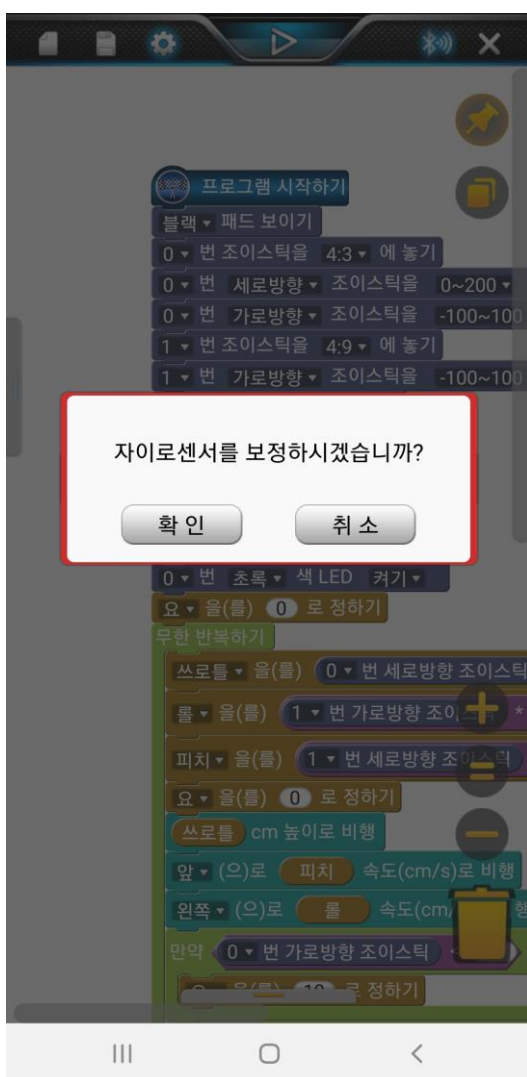 프로그램 시작하기
블랙 패드 보이기
0 번 조이스틱을 4:3 에 놓기
0 번 세로방향 조이스틱을 0~200
0 번 가로방향 조이스틱을 -100~100
1 번 조이스틱을 4:9 에 놓기
1 번 가로방향 조이스틱을 -100~100
자이로센서를 보정하시겠습니까?
확 인 취 소
0 번 초록 색 LED 켜기
요 을(를) 0 로 정하기
무한 반복하기
쓰로틀 을(를) 0 번 세로방향 조이스틱
롤 을(를) 1 번 가로방향 *
피치 을(를) 1 번 세로방향
요 을(를) 0 로 정하기
쓰로틀 cm 높이로 비행
앞 (으)로 피치 속도(cm/s)로 비행
왼쪽 (으)로 롤 속도(cm/
만약 0 번 가로방향 조이스틱
로 정하기